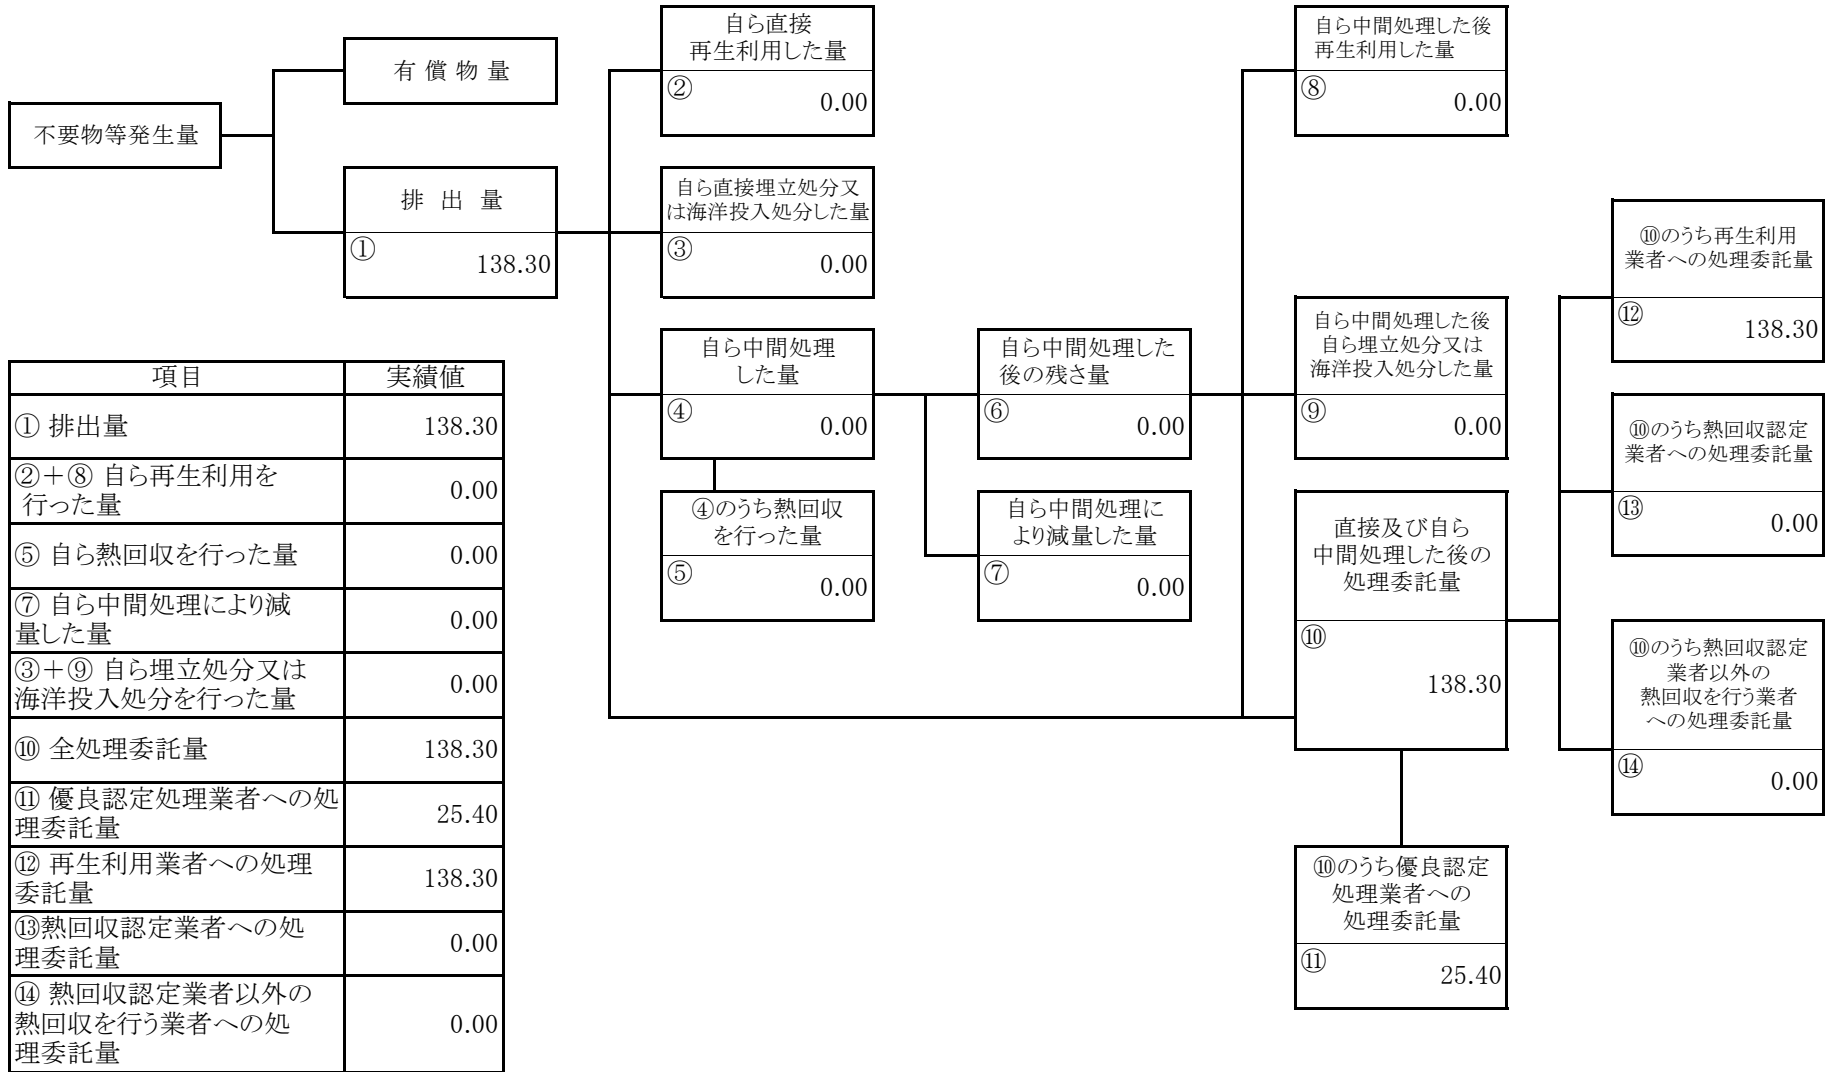 不要物等発生量
有 償 物 量
排 出 量
①
138.30
自ら直接
再生利用した量
②
0.00
自ら直接埋立処分又
は海洋投入処分した量
③
0.00
自ら中間処理
した量
④
0.00
④のうち熱回収
を行った量
⑤
0.00
自ら中間処理した
後の残さ量
⑥
0.00
自ら中間処理に
より減量した量
⑦
0.00
自ら中間処理した後
再生利用した量
⑧
0.00
自ら中間処理した後
自ら埋立処分又は
海洋投入処分した量
⑨
0.00
直接及び自ら
中間処理した後の
処理委託量
⑩
138.30
⑩のうち優良認定
処理業者への
処理委託量
⑪
25.40
⑩のうち再生利用
業者への処理委託量
⑫
138.30
⑩のうち熱回収認定
業者への処理委託量
⑬
0.00
⑩のうち熱回収認定
業者以外の
熱回収を行う業者
への処理委託量
⑭
0.00
項目 実績値
① 排出量 138.30
②＋⑧ 自ら再生利用を
行った量 0.00
⑤ 自ら熱回収を行った量 0.00
⑦ 自ら中間処理により減
量した量 0.00
③＋⑨ 自ら埋立処分又は
海洋投入処分を行った量 0.00
⑩ 全処理委託量 138.30
⑪ 優良認定処理業者への処
理委託量 25.40
⑫ 再生利用業者への処理
委託量 138.30
⑬熱回収認定業者への処
理委託量 0.00
⑭ 熱回収認定業者以外の
熱回収を行う業者への処
理委託量 0.00